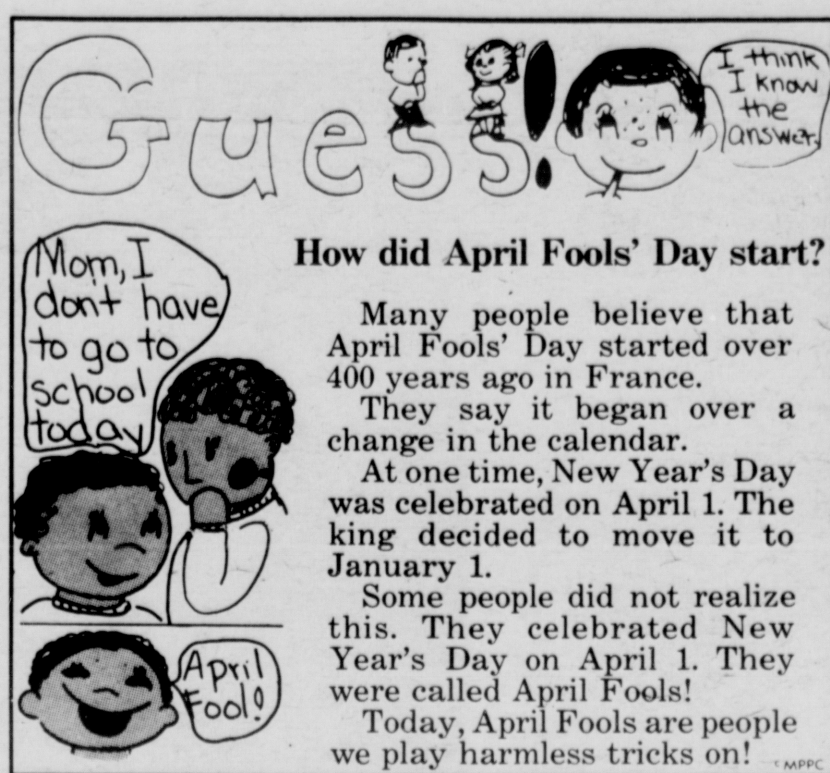 Guess!
I think
I know
the
answer.
Mom, I
don't have
to go to
school
today
April
Fool!
How did April Fools' Day start?
Many people believe that
April Fools' Day started over
400 years ago in France.
They say it began over a
change in the calendar.
At one time, New Year's Day
was celebrated on April 1. The
king decided to move it to
January 1.
Some people did not realize
this. They celebrated New
Year's Day on April 1. They
were called April Fools!
Today, April Fools are people
we play harmless tricks on!
©MPPC